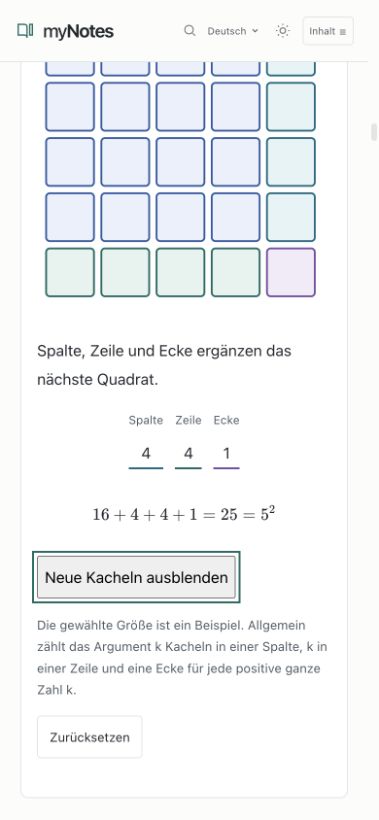 myNotes
Deutsch
Inhalt
Spalte, Zeile und Ecke ergänzen das
nächste Quadrat.
Spalte Zeile Ecke
4 4 1
16 + 4 + 4 + 1 = 25 = 5²
Neue Kacheln ausblenden
Die gewählte Größe ist ein Beispiel. Allgemein
zählt das Argument k Kacheln in einer Spalte, k in
einer Zeile und eine Ecke für jede positive ganze
Zahl k.
Zurücksetzen